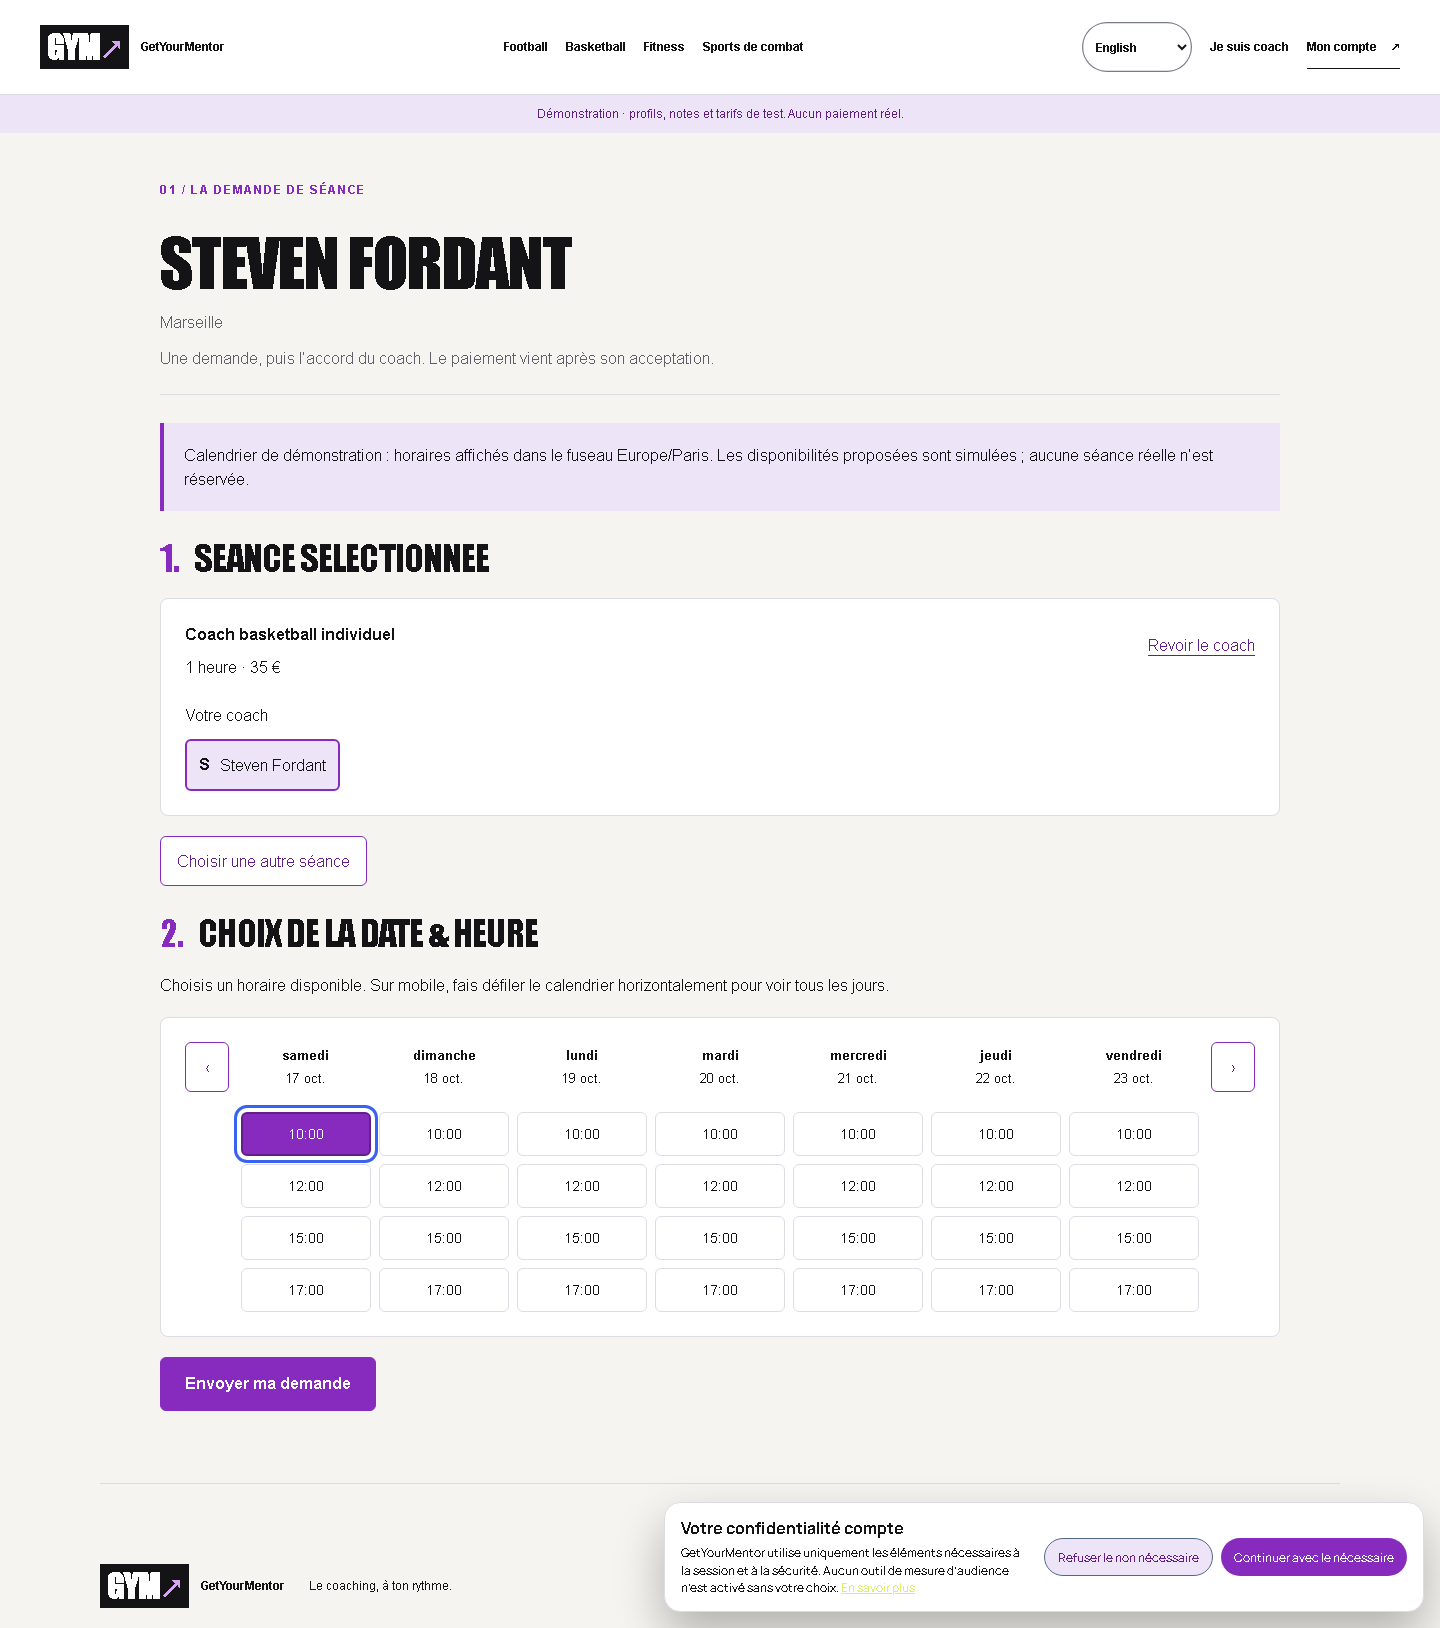 GYM↗ GetYourMentor
Football Basketball Fitness Sports de combat
English Je suis coach Mon compte ↗
Démonstration · profils, notes et tarifs de test. Aucun paiement réel.
01 / LA DEMANDE DE SÉANCE
STEVEN FORDANT
Marseille
Une demande, puis l'accord du coach. Le paiement vient après son acceptation.
Calendrier de démonstration : horaires affichés dans le fuseau Europe/Paris. Les disponibilités proposées sont simulées ; aucune séance réelle n'est
réservée.
1. SEANCE SELECTIONNEE
Coach basketball individuel
1 heure · 35 €
Revoir le coach
Votre coach
S Steven Fordant
Choisir une autre séance
2. CHOIX DE LA DATE & HEURE
Choisis un horaire disponible. Sur mobile, fais défiler le calendrier horizontalement pour voir tous les jours.
‹ samedi dimanche lundi mardi mercredi jeudi vendredi ›
17 oct. 18 oct. 19 oct. 20 oct. 21 oct. 22 oct. 23 oct.
10:00 10:00 10:00 10:00 10:00 10:00 10:00
12:00 12:00 12:00 12:00 12:00 12:00 12:00
15:00 15:00 15:00 15:00 15:00 15:00 15:00
17:00 17:00 17:00 17:00 17:00 17:00 17:00
Envoyer ma demande
GYM↗ GetYourMentor Le coaching, à ton rythme.
Votre confidentialité compte
GetYourMentor utilise uniquement les éléments nécessaires à
la session et à la sécurité. Aucun outil de mesure d'audience
n'est activé sans votre choix. En savoir plus
Refuser le non nécessaire
Continuer avec le nécessaire